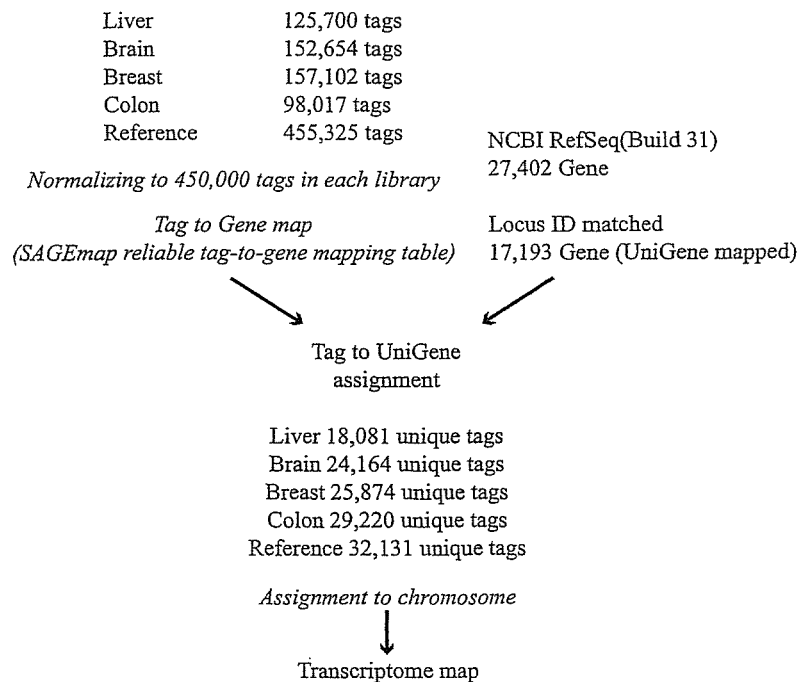 Liver 125,700 tags
Brain 152,654 tags
Breast 157,102 tags
Colon 98,017 tags
Reference 455,325 tags
Normalizing to 450,000 tags in each library
Tag to Gene map
(SAGEmap reliable tag-to-gene mapping table)
NCBI RefSeq(Build 31)
27,402 Gene
Locus ID matched
17,193 Gene (UniGene mapped)
Tag to UniGene
assignment
Liver 18,081 unique tags
Brain 24,164 unique tags
Breast 25,874 unique tags
Colon 29,220 unique tags
Reference 32,131 unique tags
Assignment to chromosome
Transcriptome map